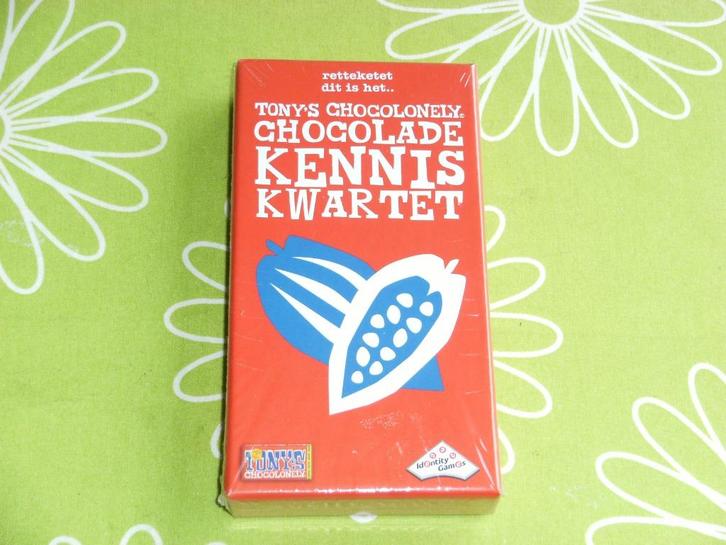 retteketet
dit is het..
TONY'S CHOCOLONELY
CHOCOLADE
KENNIS
KWARTET
TONY'S
CHOCOLONELY
Identity
Games